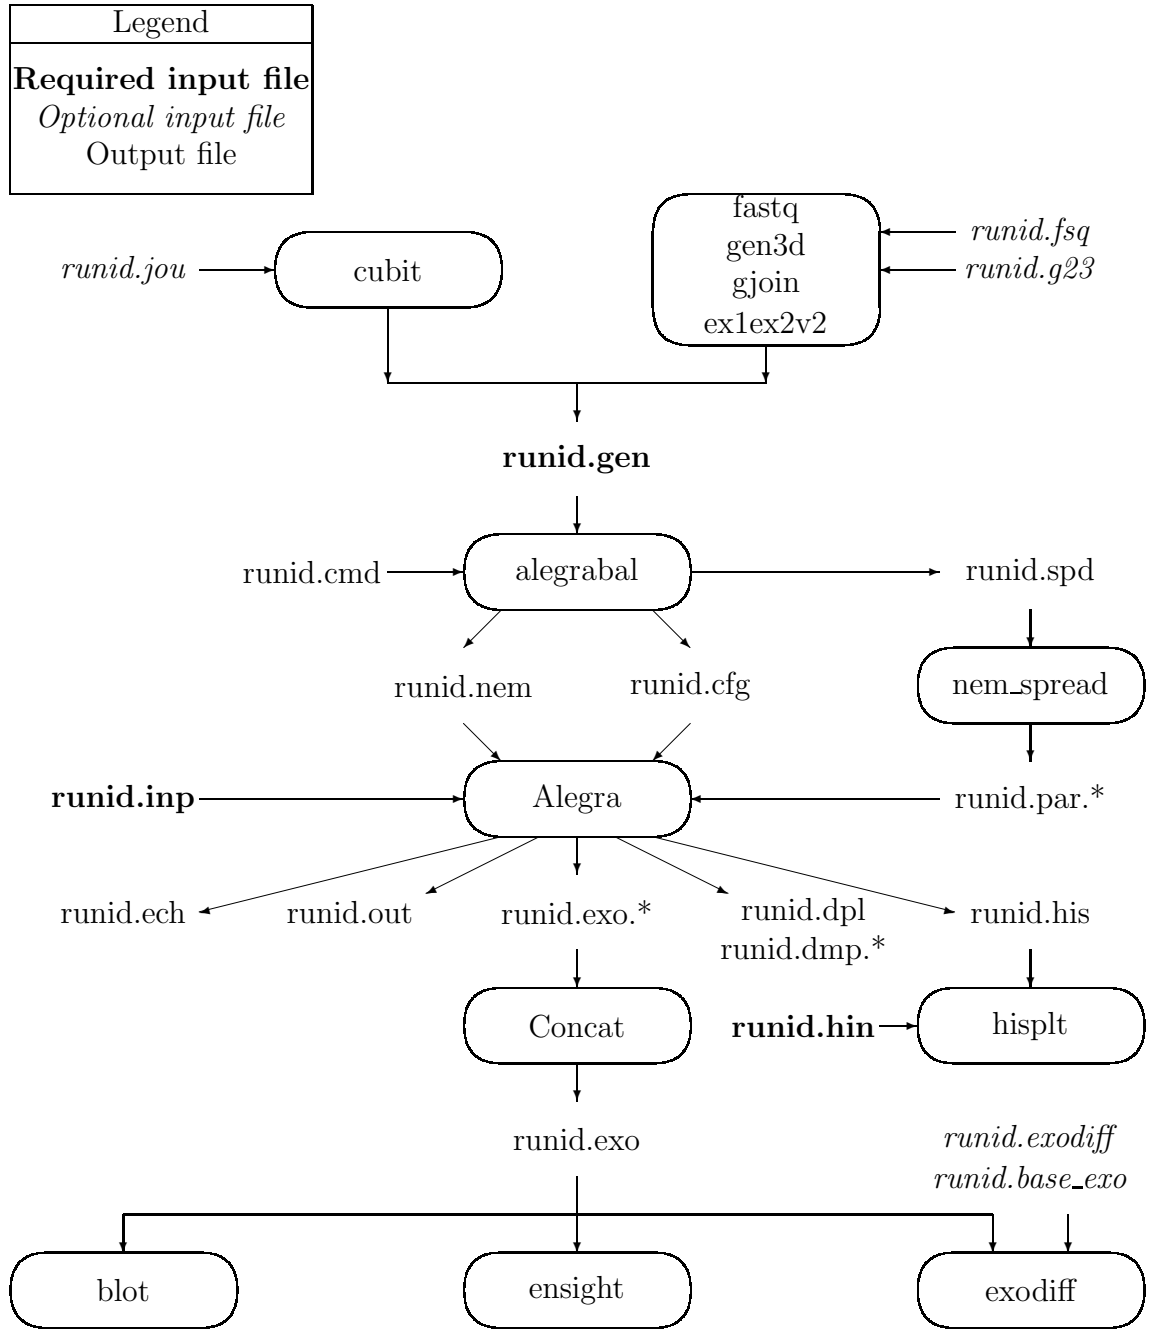 Legend
Required input file
Optional input file
Output file
fastq
gen3d
gjoin
ex1ex2v2
runid.fsq
runid.g23
runid.jou
cubit
runid.gen
runid.cmd
alegrabal
runid.spd
runid.nem
runid.cfg
nem_spread
runid.inp
Alegra
runid.par.*
runid.ech
runid.out
runid.exo.*
runid.dpl
runid.dmp.*
runid.his
Concat
runid.hin
hisplt
runid.exo
runid.exodiff
runid.base_exo
blot
ensight
exodiff